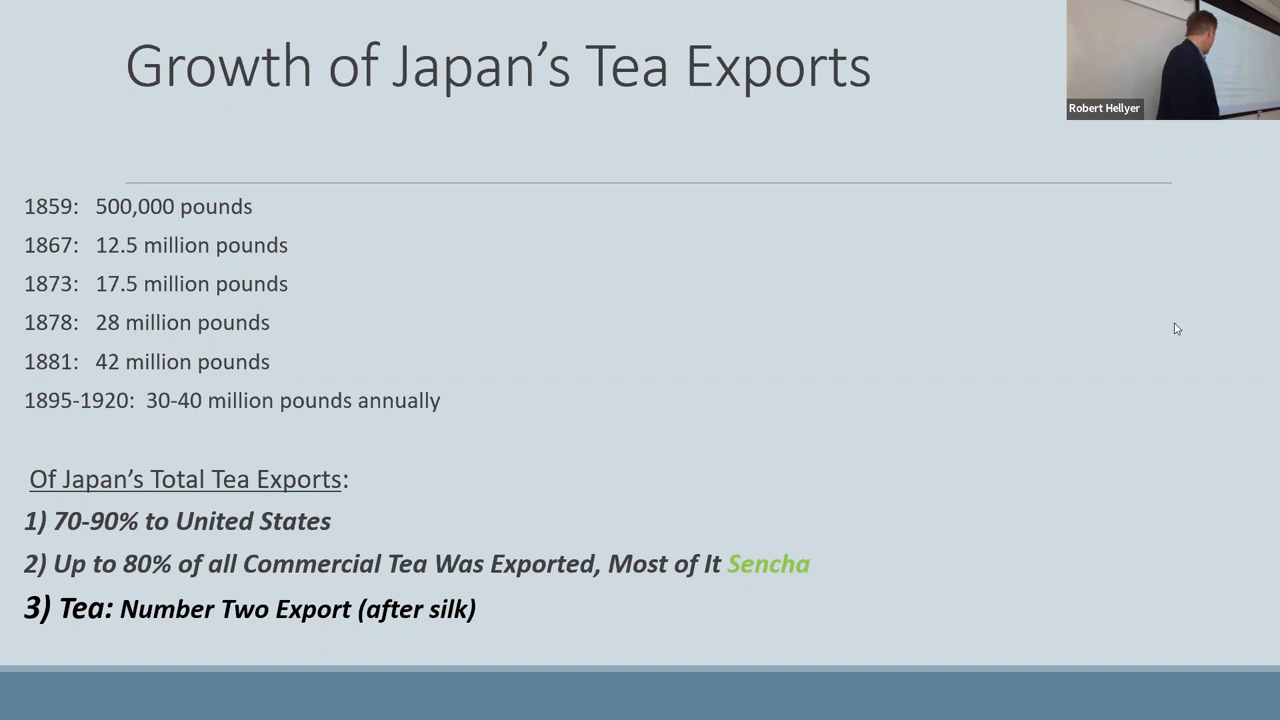 Growth of Japan’s Tea Exports
Robert Hellyer
1859: 500,000 pounds
1867: 12.5 million pounds
1873: 17.5 million pounds
1878: 28 million pounds
1881: 42 million pounds
1895-1920: 30-40 million pounds annually
Of Japan’s Total Tea Exports:
1) 70-90% to United States
2) Up to 80% of all Commercial Tea Was Exported, Most of It Sencha
3) Tea: Number Two Export (after silk)